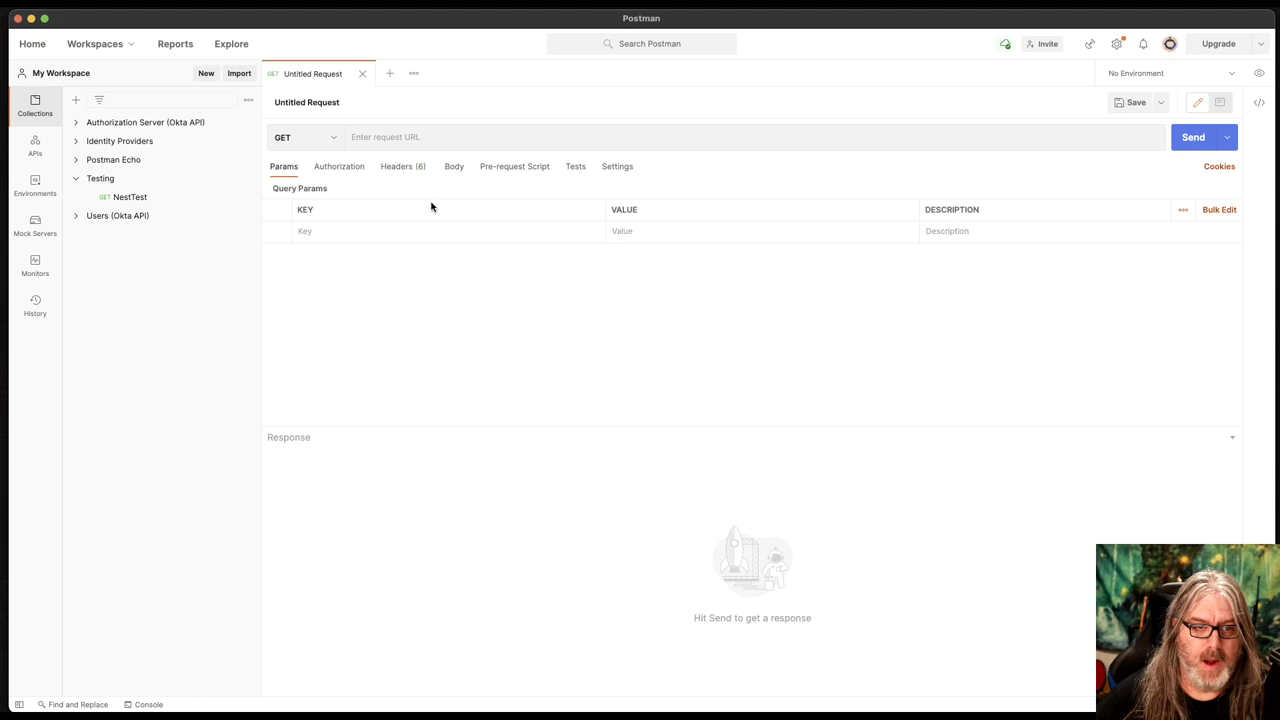 Postman
Home Workspaces Reports Explore Search Postman Invite Upgrade
My Workspace New Import GET Untitled Request No Environment
Collections
APIs
Environments
Mock Servers
Monitors
History
Authorization Server (Okta API)
Identity Providers
Postman Echo
Testing
GET NestTest
Users (Okta API)
Untitled Request Save
GET Enter request URL Send
Params Authorization Headers (6) Body Pre-request Script Tests Settings Cookies
Query Params
KEY VALUE DESCRIPTION Bulk Edit
Key Value Description
Response
Hit Send to get a response
Find and Replace Console